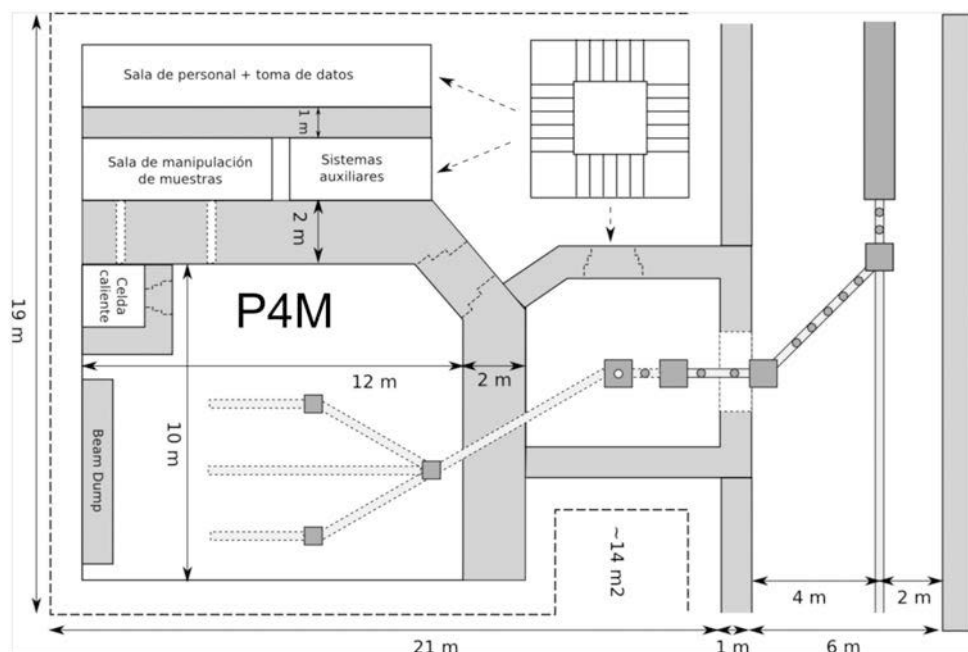 Sala de personal + toma de datos
1 m
Sala de manipulación
de muestras
Sistemas
auxiliares
2 m
Celda
caliente
P4M
19 m
12 m
2 m
10 m
Beam Dump
~14 m2
4 m
2 m
21 m
1 m
6 m